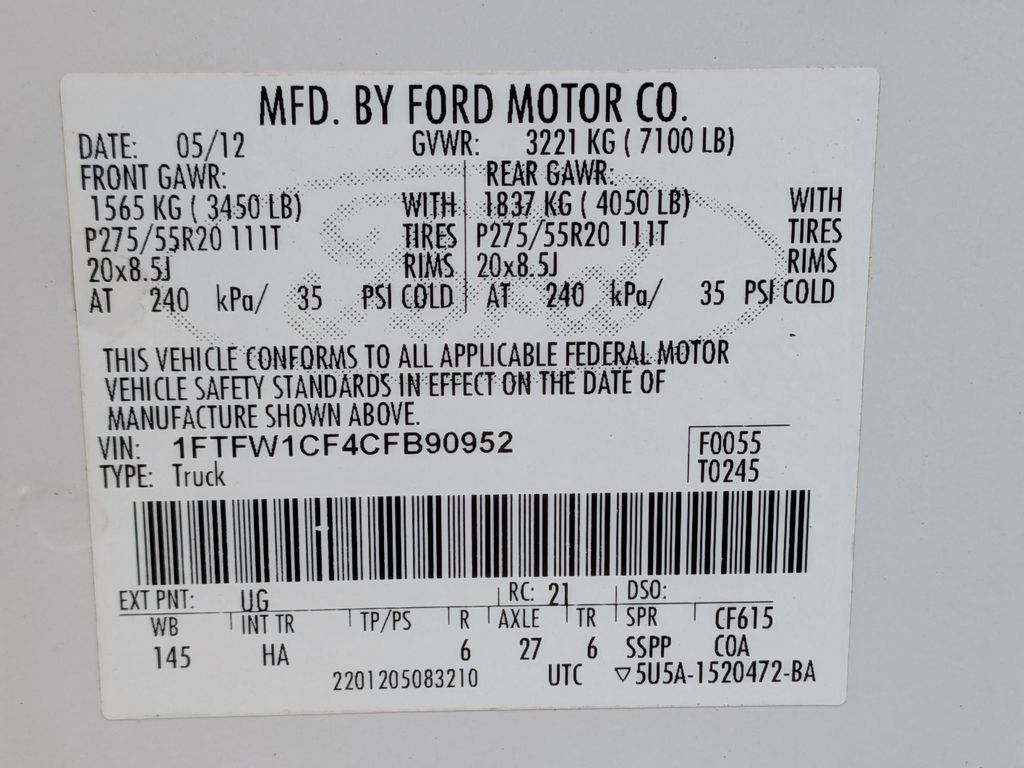 MFD. BY FORD MOTOR CO.
DATE: 05/12 GVWR: 3221 KG ( 7100 LB)
FRONT GAWR: REAR GAWR:
1565 KG ( 3450 LB) WITH 1837 KG ( 4050 LB) WITH
P275/55R20 111T TIRES P275/55R20 111T TIRES
20x8.5J RIMS 20x8.5J RIMS
AT 240 kPa/ 35 PSI COLD AT 240 kPa/ 35 PSI COLD
THIS VEHICLE CONFORMS TO ALL APPLICABLE FEDERAL MOTOR
VEHICLE SAFETY STANDARDS IN EFFECT ON THE DATE OF
MANUFACTURE SHOWN ABOVE.
VIN: 1FTFW1CF4CFB90952 F0055
TYPE: Truck T0245
EXT PNT: UG RC: 21 DSO:
WB INT TR TP/PS R AXLE TR SPR CF615
145 HA 6 27 6 SSPP COA
2201205083210 UTC ▽5U5A-1520472-BA